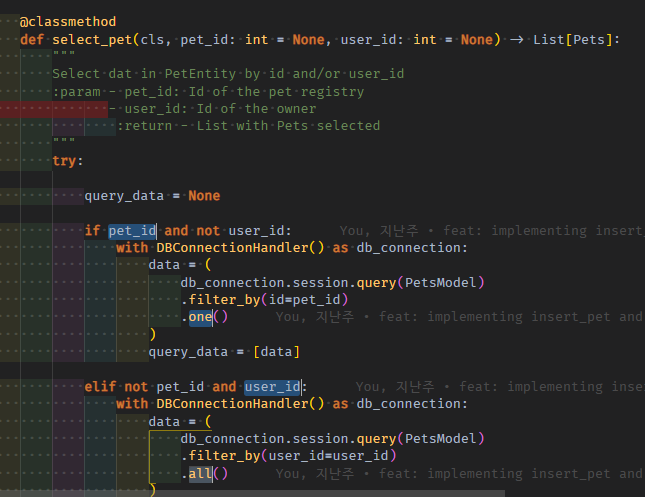 @classmethod
def select_pet(cls, pet_id: int = None, user_id: int = None) -> List[Pets]:
"""
Select dat in PetEntity by id and/or user_id
:param - pet_id: Id of the pet registry
- user_id: Id of the owner
:return - List with Pets selected
"""
try:
query_data = None
if pet_id and not user_id: You, 지난주 • feat: implementing insert_
with DBConnectionHandler() as db_connection:
data = (
db_connection.session.query(PetsModel)
.filter_by(id=pet_id)
.one() You, 지난주 • feat: implementing insert_pet and
)
query_data = [data]
elif not pet_id and user_id: You, 지난주 • feat: implementing inser
with DBConnectionHandler() as db_connection:
data = (
db_connection.session.query(PetsModel)
.filter_by(user_id=user_id)
.all() You, 지난주 • feat: implementing insert_pet and
)